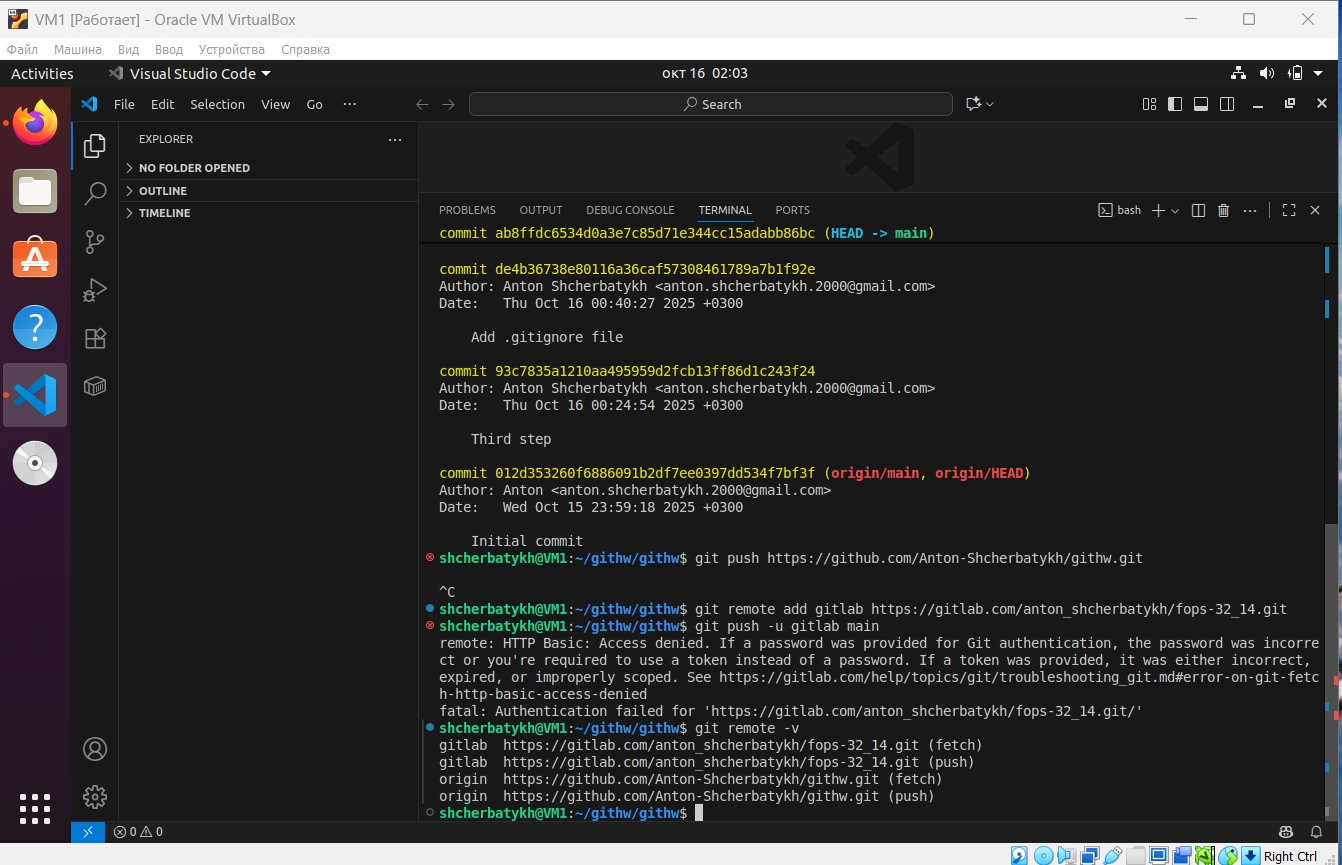 VM1 [Работает] - Oracle VM VirtualBox
Файл Машина Вид Ввод Устройства Справка
Activities Visual Studio Code окт 16 02:03
File Edit Selection View Go ··· Search
EXPLORER ···
NO FOLDER OPENED
OUTLINE
TIMELINE
PROBLEMS OUTPUT DEBUG CONSOLE TERMINAL PORTS bash
commit ab8ffdc6534d0a3e7c85d71e344cc15adabb86bc (HEAD -> main)
commit de4b36738e80116a36caf57308461789a7b1f92e
Author: Anton Shcherbatykh <anton.shcherbatykh.2000@gmail.com>
Date:   Thu Oct 16 00:40:27 2025 +0300
Add .gitignore file
commit 93c7835a1210aa495959d2fcb13ff86d1c243f24
Author: Anton Shcherbatykh <anton.shcherbatykh.2000@gmail.com>
Date:   Thu Oct 16 00:24:54 2025 +0300
Third step
commit 012d353260f6886091b2df7ee0397dd534f7bf3f (origin/main, origin/HEAD)
Author: Anton <anton.shcherbatykh.2000@gmail.com>
Date:   Wed Oct 15 23:59:18 2025 +0300
Initial commit
shcherbatykh@VM1:~/githw/githw$ git push https://github.com/Anton-Shcherbatykh/githw.git
^C
shcherbatykh@VM1:~/githw/githw$ git remote add gitlab https://gitlab.com/anton_shcherbatykh/fops-32_14.git
shcherbatykh@VM1:~/githw/githw$ git push -u gitlab main
remote: HTTP Basic: Access denied. If a password was provided for Git authentication, the password was incorre
ct or you're required to use a token instead of a password. If a token was provided, it was either incorrect,
expired, or improperly scoped. See https://gitlab.com/help/topics/git/troubleshooting_git.md#error-on-git-fetc
h-http-basic-access-denied
fatal: Authentication failed for 'https://gitlab.com/anton_shcherbatykh/fops-32_14.git/'
shcherbatykh@VM1:~/githw/githw$ git remote -v
gitlab  https://gitlab.com/anton_shcherbatykh/fops-32_14.git (fetch)
gitlab  https://gitlab.com/anton_shcherbatykh/fops-32_14.git (push)
origin  https://github.com/Anton-Shcherbatykh/githw.git (fetch)
origin  https://github.com/Anton-Shcherbatykh/githw.git (push)
shcherbatykh@VM1:~/githw/githw$
0 0
Right Ctrl